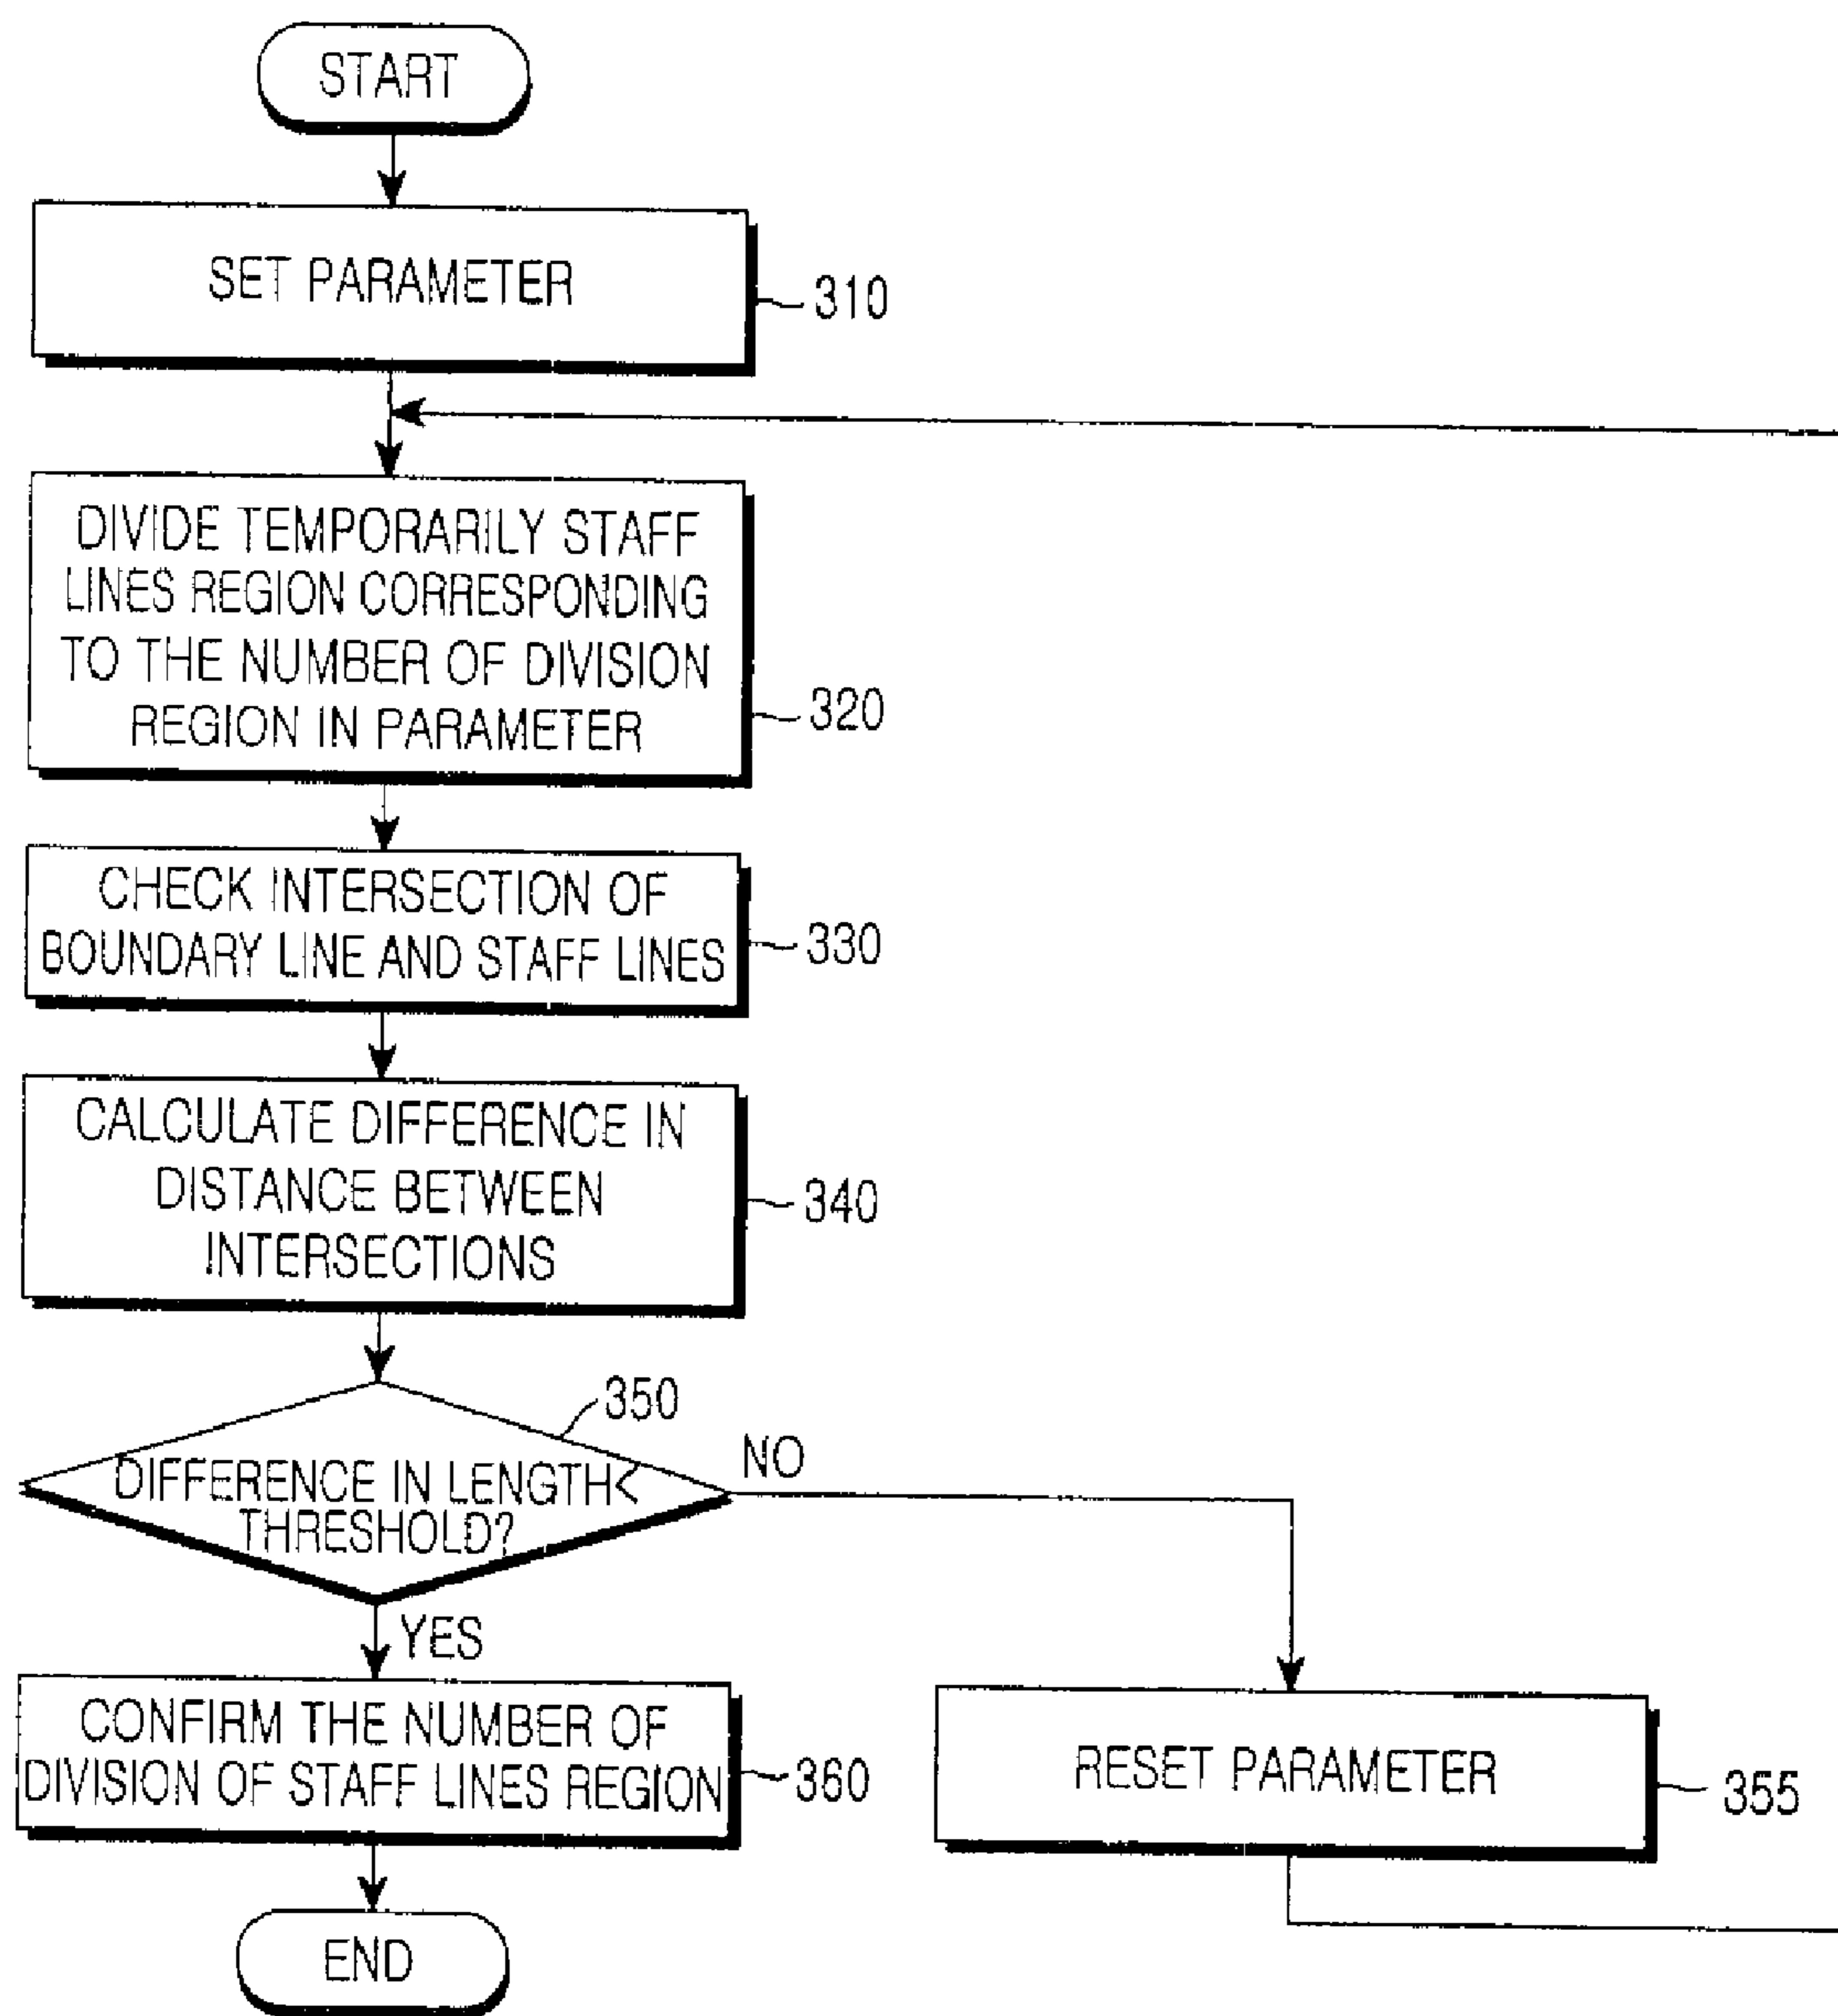 START
SET PARAMETER
310
DIVIDE TEMPORARILY STAFF
LINES REGION CORRESPONDING
TO THE NUMBER OF DIVISION
REGION IN PARAMETER
320
CHECK INTERSECTION OF
BOUNDARY LINE AND STAFF LINES
330
CALCULATE DIFFERENCE IN
DISTANCE BETWEEN
INTERSECTIONS
340
350
DIFFERENCE IN LENGTH<
THRESHOLD?
NO
YES
CONFIRM THE NUMBER OF
DIVISION OF STAFF LINES REGION
360
RESET PARAMETER
355
END